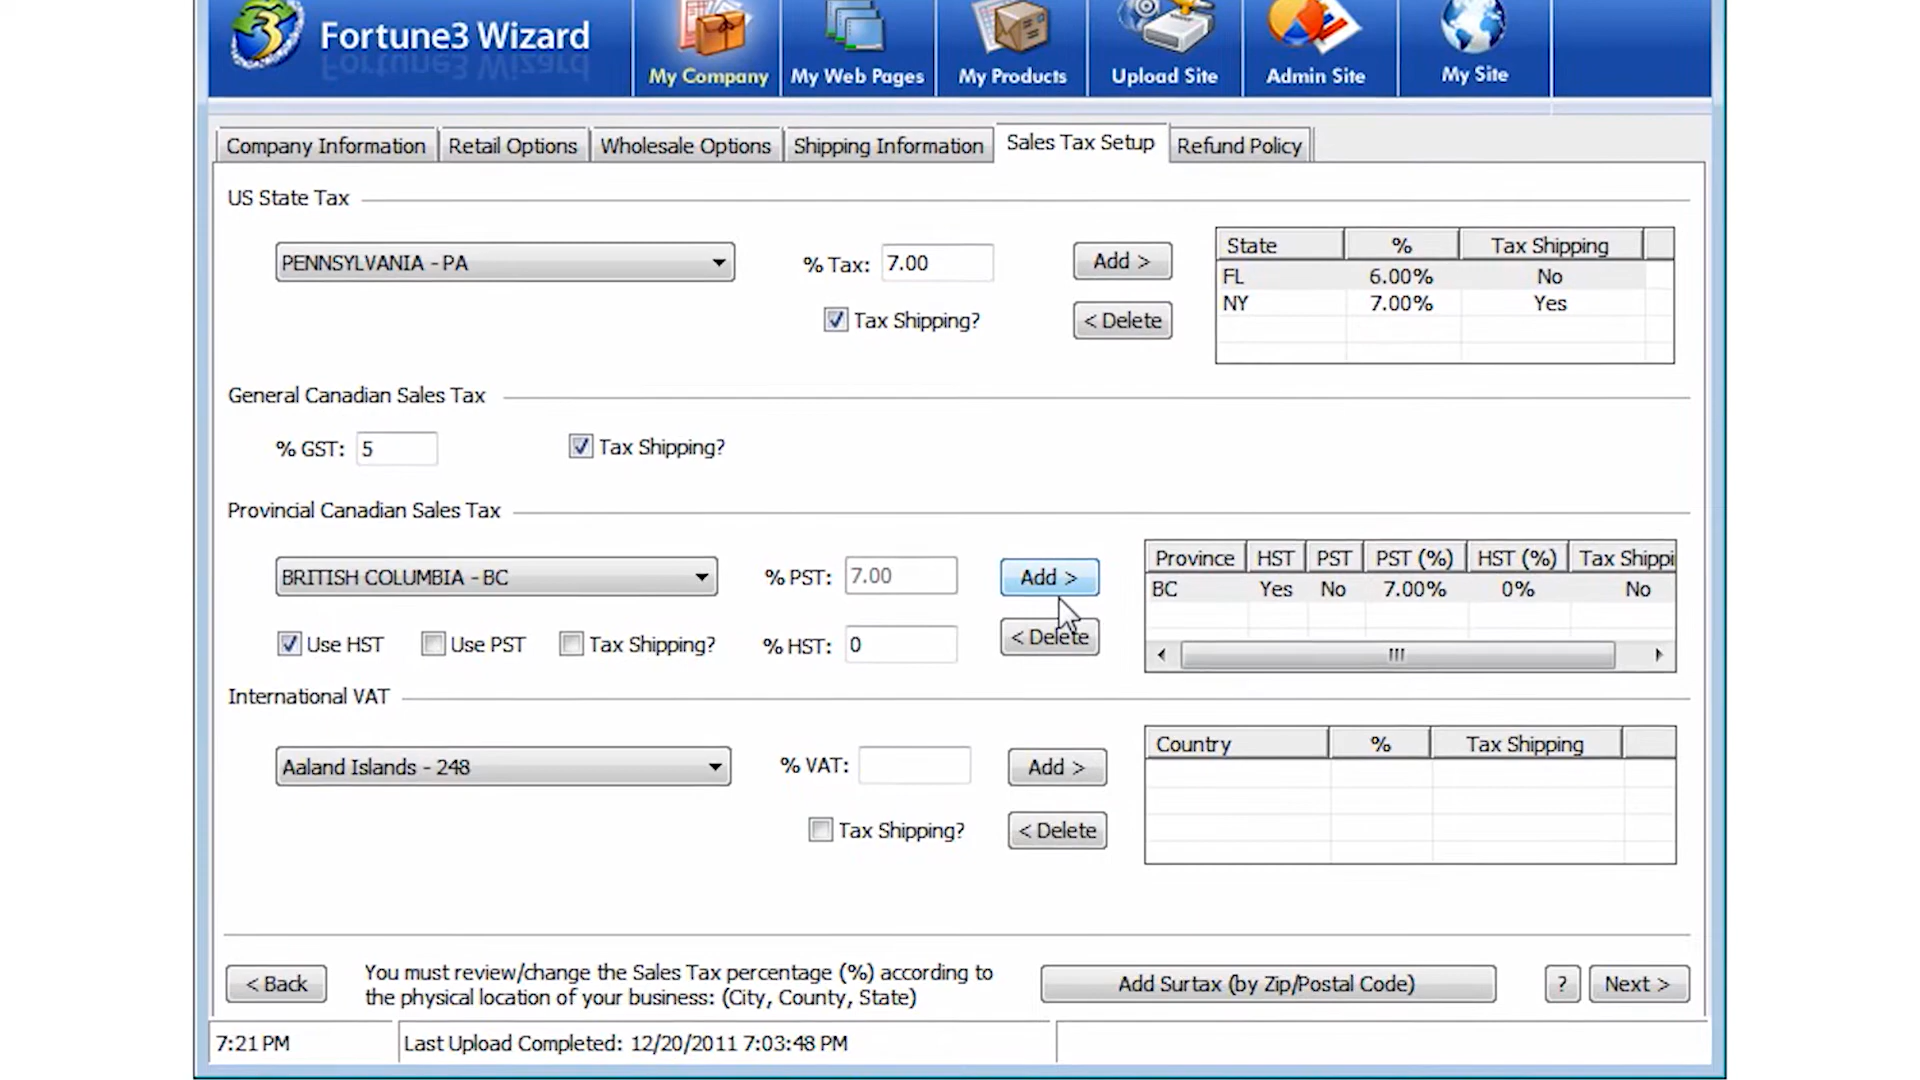 Fortune3 Wizard
My Company
My Web Pages
My Products
Upload Site
Admin Site
My Site
Company Information
Retail Options
Wholesale Options
Shipping Information
Sales Tax Setup
Refund Policy
US State Tax
PENNSYLVANIA - PA
% Tax: 7.00
Add >
Tax Shipping?
< Delete
State % Tax Shipping
FL 6.00% No
NY 7.00% Yes
General Canadian Sales Tax
% GST: 5
Tax Shipping?
Provincial Canadian Sales Tax
BRITISH COLUMBIA - BC
% PST: 7.00
Add >
Use HST
Use PST
Tax Shipping?
% HST: 0
< Delete
Province HST PST PST (%) HST (%) Tax Shippi
BC Yes No 7.00% 0% No
International VAT
Aaland Islands - 248
% VAT:
Add >
Tax Shipping?
< Delete
Country % Tax Shipping
< Back
You must review/change the Sales Tax percentage (%) according to
the physical location of your business: (City, County, State)
Add Surtax (by Zip/Postal Code)
?
Next >
7:21 PM
Last Upload Completed: 12/20/2011 7:03:48 PM